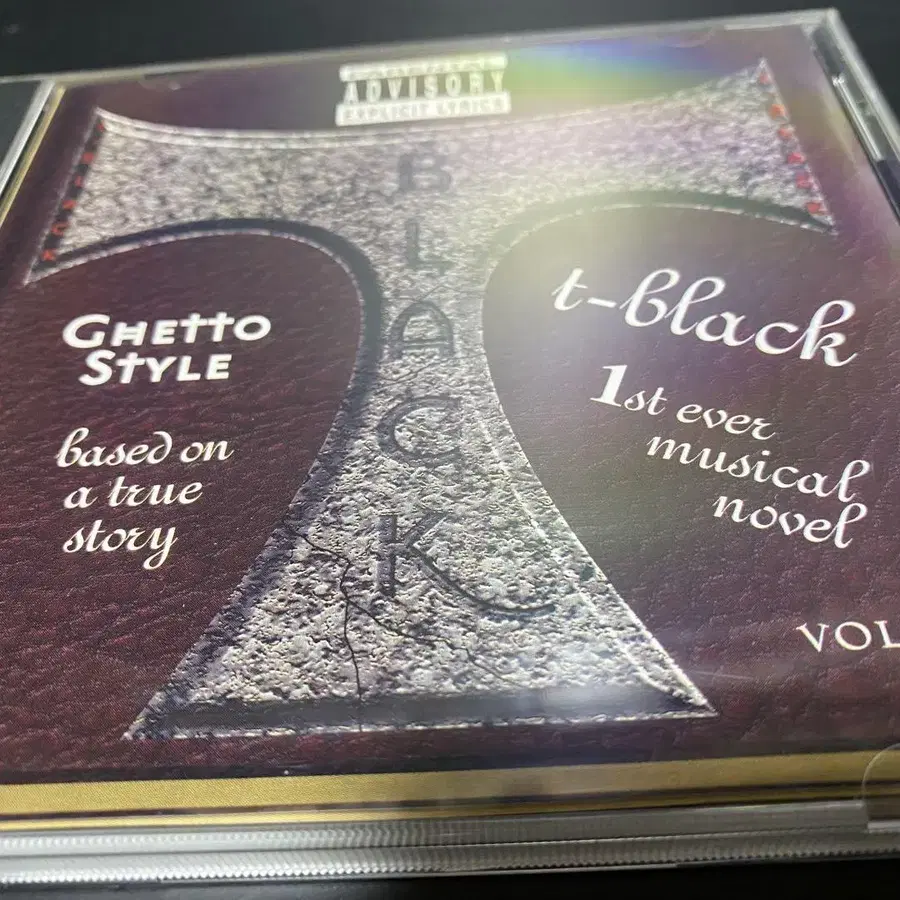 ADVISORY
EXPLICIT LYRICS
BLACK
GHETTO
STYLE
based on
a true
story
t-black
1st ever
musical
novel
VOL